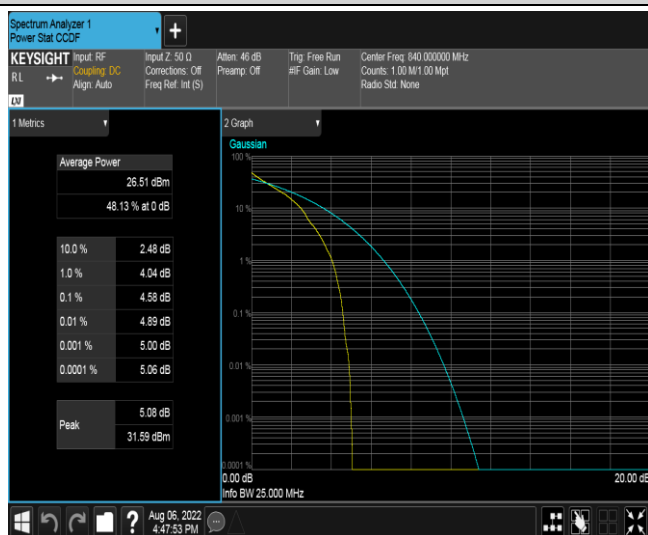 Spectrum Analyzer 1
Power Stat CCDF
+
KEYSIGHT
RL
LXI
Input: RF
Coupling: DC
Align: Auto
Input Z: 50 Ω
Corrections: Off
Freq Ref: Int (S)
Atten: 46 dB
Preamp: Off
Trig: Free Run
#IF Gain: Low
Center Freq: 840.000000 MHz
Counts: 1.00 M/1.00 Mpt
Radio Std: None
1 Metrics
Average Power
26.51 dBm
48.13 % at 0 dB
10.0 % 2.48 dB
1.0 % 4.04 dB
0.1 % 4.58 dB
0.01 % 4.89 dB
0.001 % 5.00 dB
0.0001 % 5.06 dB
Peak
5.08 dB
31.59 dBm
2 Graph
Gaussian
100 %
10 %
1 %
0.1 %
0.01 %
0.001 %
0.0001 %
0.00 dB
20.00 dB
Info BW 25.000 MHz
?
Aug 06, 2022
4:47:53 PM